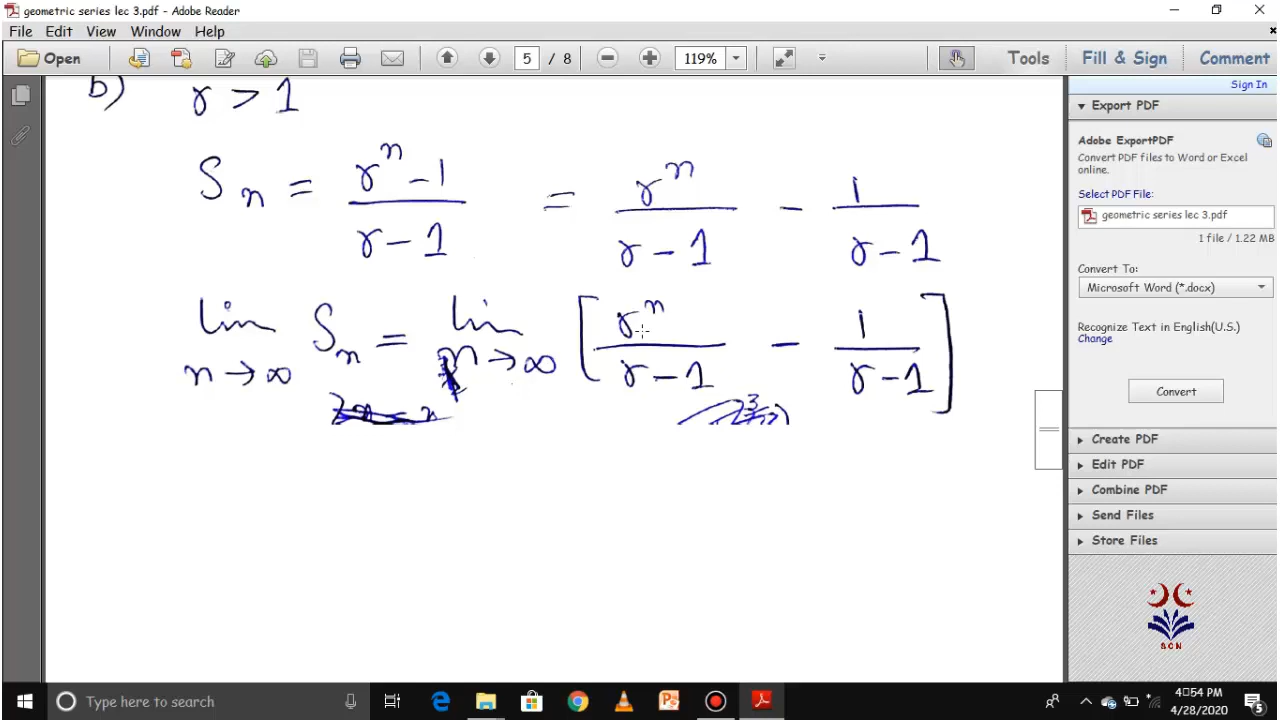 geometric series lec 3.pdf - Adobe Reader
File Edit View Window Help
Open 5 / 8 119% Tools Fill & Sign Comment
Sign In
Export PDF
Adobe ExportPDF
Convert PDF files to Word or Excel
online.
Select PDF File:
geometric series lec 3.pdf
1 file / 1.22 MB
Convert To:
Microsoft Word (*.docx)
Recognize Text in English(U.S.)
Change
Convert
Create PDF
Edit PDF
Combine PDF
Send Files
Store Files
SCN
b) r > 1
S_n = (r^n - 1)/(r - 1) = r^n/(r - 1) - 1/(r - 1)
lim n→∞ S_n = lim n→∞ [ r^n/(r - 1) - 1/(r - 1) ]
Type here to search
4:54 PM
4/28/2020
5